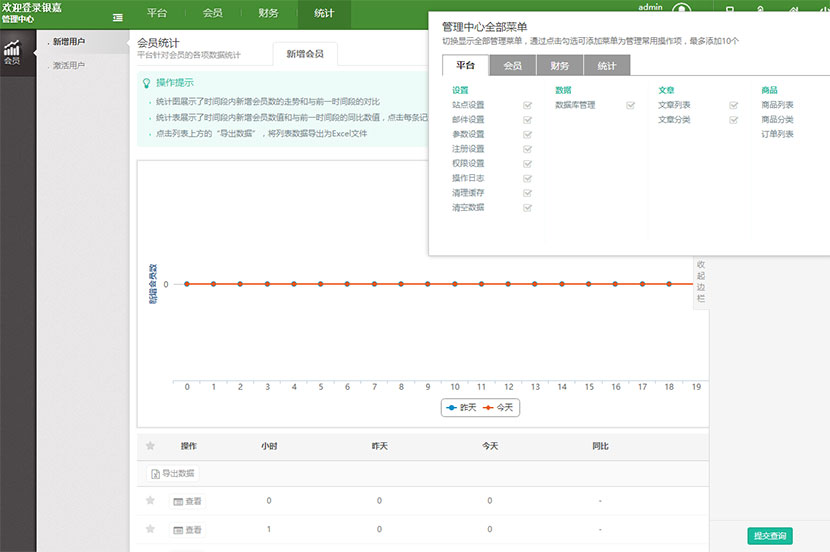 欢迎登录银嘉
管理中心
平台
会员
财务
统计
admin
会员
新增用户
激活用户
会员统计
平台针对会员的各项数据统计
新增会员
操作提示
统计图展示了时间段内新增会员数的走势和与前一时间段的对比
统计表展示了时间段内新增会员数值和与前一时间段的同比数值，点击每条记
点击列表上方的“导出数据”，将列表数据导出为Excel文件
管理中心全部菜单
切换显示全部管理菜单，通过点击勾选可添加菜单为管理常用操作项，最多添加10个
平台 会员 财务 统计
设置 数据 文章 商品
站点设置 数据库管理 文章列表 商品列表
邮件设置 文章分类 商品分类
参数设置 订单列表
注册设置
权限设置
操作日志
清理缓存
清空数据
收起边栏
新增会员数
0
0 1 2 3 4 5 6 7 8 9 10 11 12 13 14 15 16 17 18 19
昨天 今天
操作 小时 昨天 今天 同比
导出数据
查看 0 0 0 -
查看 1 0 0 -
提交查询